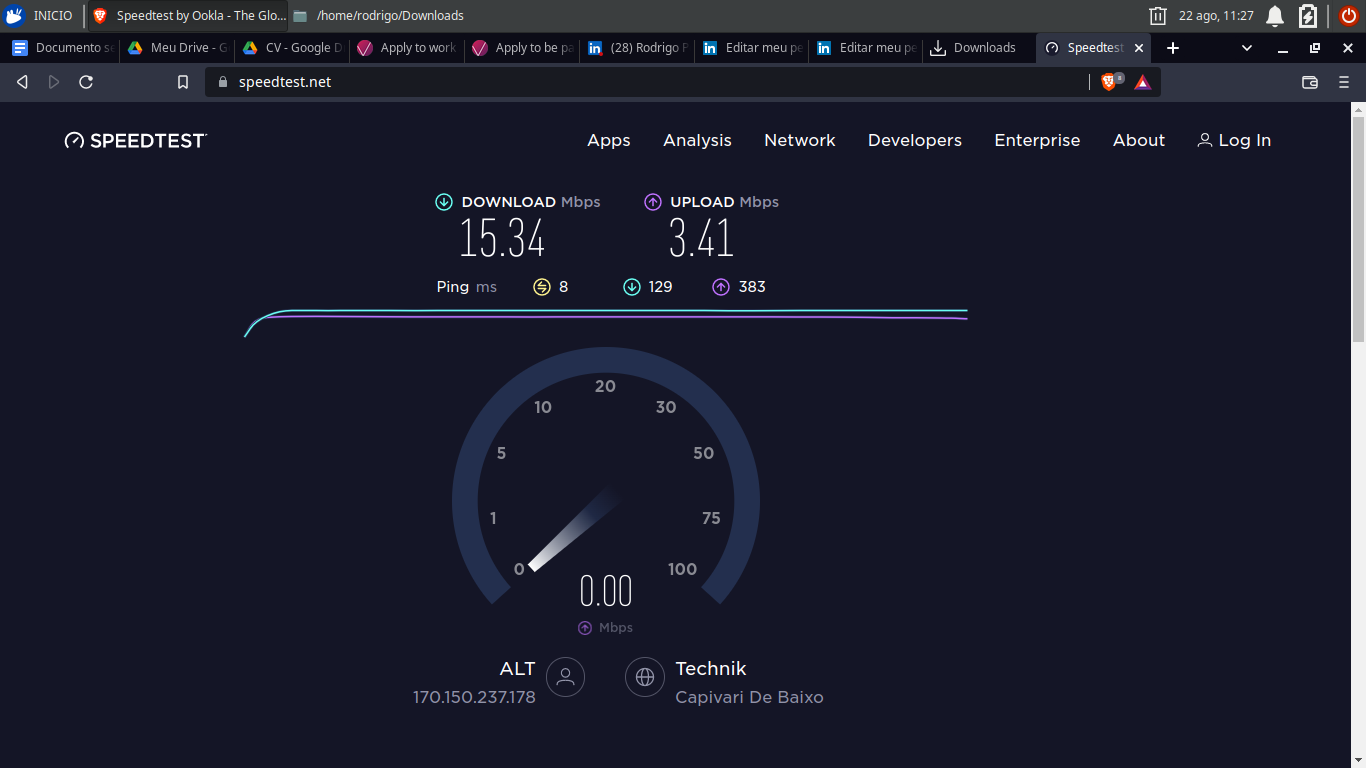 INICIO Speedtest by Ookla - The Glo... /home/rodrigo/Downloads 22 ago, 11:27
Documento se Meu Drive - G CV - Google D Apply to work Apply to be pa (28) Rodrigo P Editar meu pe Editar meu pe Downloads Speedtest
speedtest.net 8
SPEEDTEST Apps Analysis Network Developers Enterprise About Log In
DOWNLOAD Mbps UPLOAD Mbps
15.34 3.41
Ping ms 8 129 383
20
10 30
5 50
1 75
0 100
0.00
Mbps
ALT Technik
170.150.237.178 Capivari De Baixo